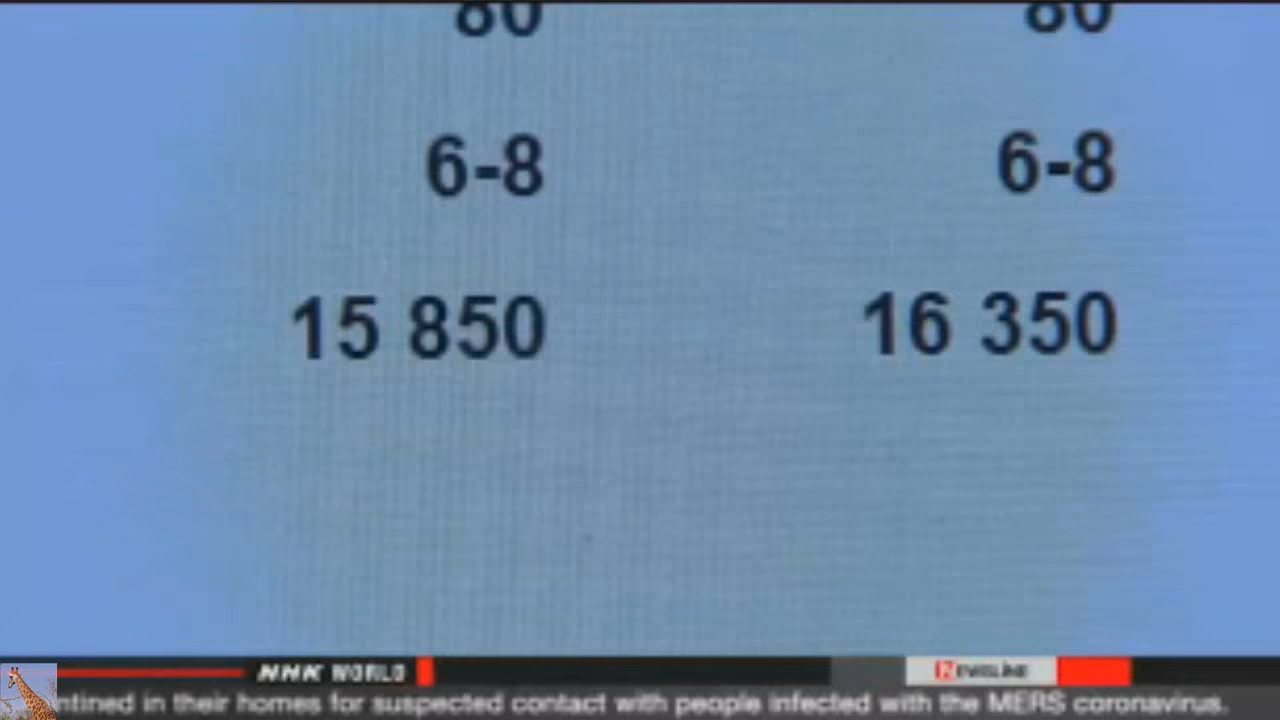 80 80
6-8 6-8
15 850 16 350
NHK WORLD NEWSLINE
ntined in their homes for suspected contact with people infected with the MERS coronavirus.